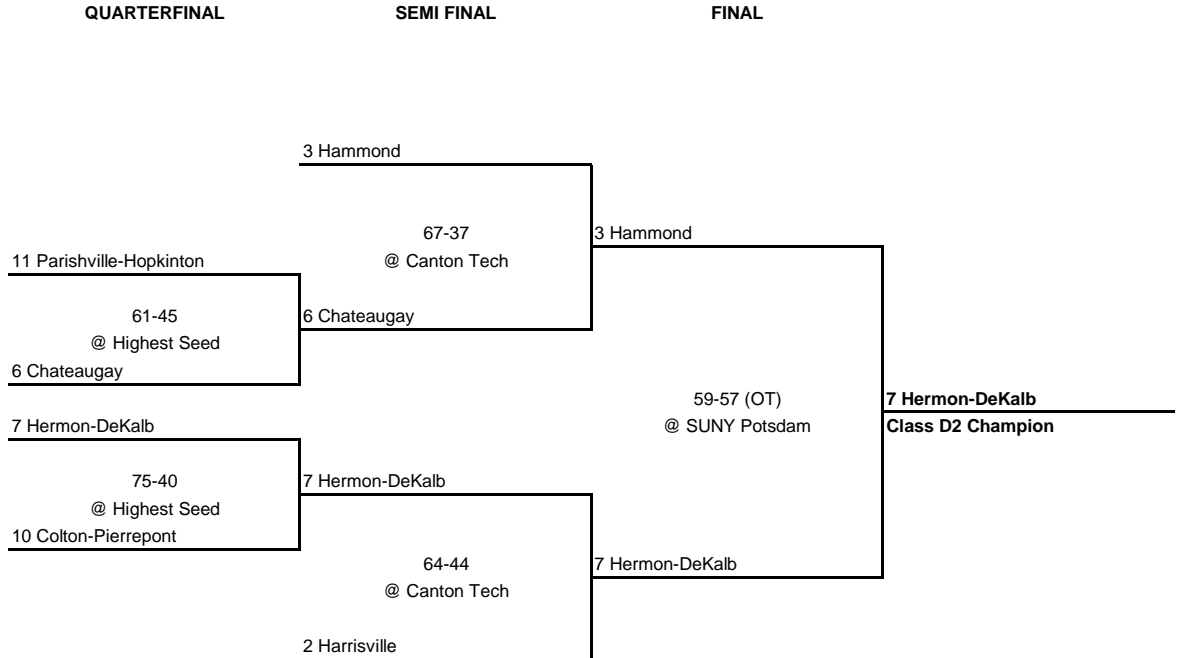 QUARTERFINAL SEMI FINAL FINAL
3 Hammond
67-37 3 Hammond
11 Parishville-Hopkinton @ Canton Tech
61-45 6 Chateaugay
@ Highest Seed
6 Chateaugay
59-57 (OT) 7 Hermon-DeKalb
7 Hermon-DeKalb @ SUNY Potsdam Class D2 Champion
75-40 7 Hermon-DeKalb
@ Highest Seed
10 Colton-Pierrepont
64-44 7 Hermon-DeKalb
@ Canton Tech
2 Harrisville